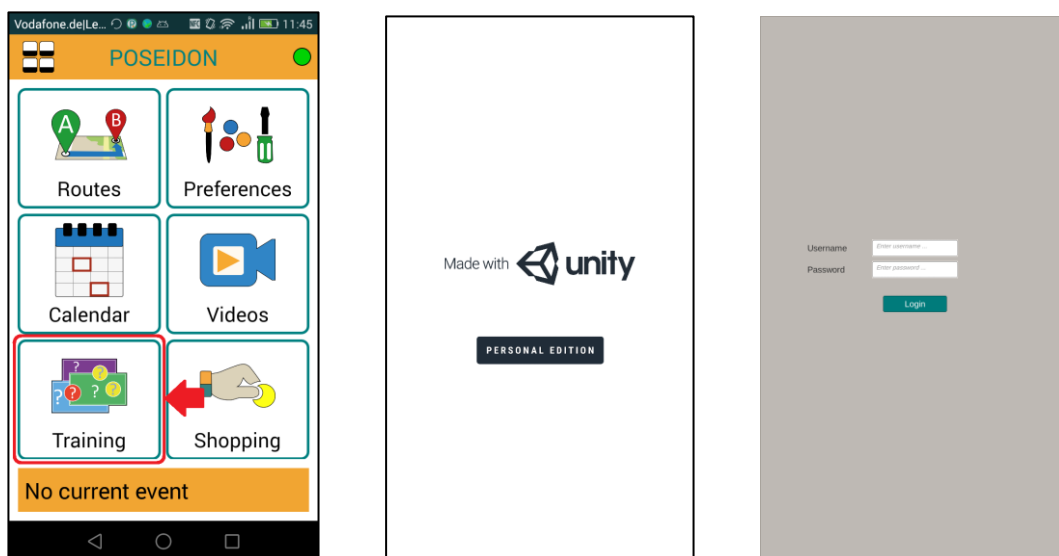 Vodafone.de|Le... 11:45
POSEIDON
A B
Routes Preferences
Calendar Videos
? ? ? ? ?
Training Shopping
No current event
Made with unity
PERSONAL EDITION
Username Enter username ...
Password Enter password ...
Login